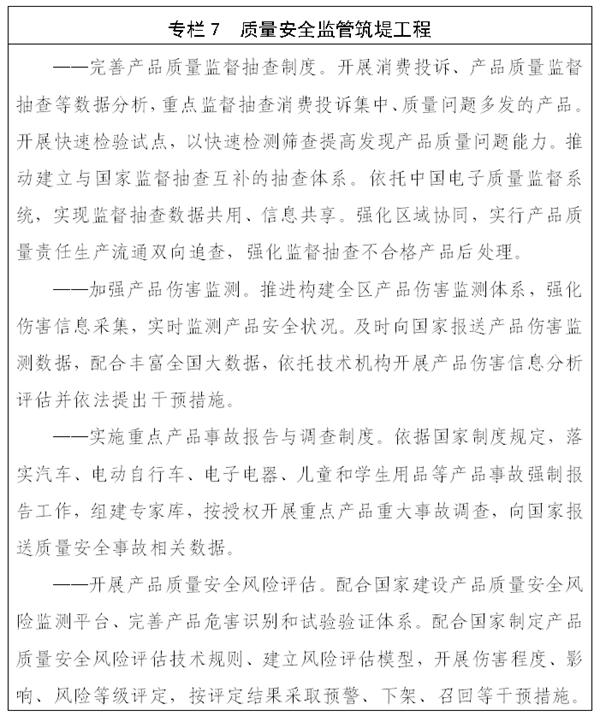 专栏7 质量安全监管筑堤工程
——完善产品质量监督抽查制度。开展消费投诉、产品质量监督
抽查等数据分析，重点监督抽查消费投诉集中、质量问题多发的产品。
开展快速检验试点，以快速检测筛查提高发现产品质量问题能力。推
动建立与国家监督抽查互补的抽查体系。依托中国电子质量监督系
统，实现监督抽查数据共用、信息共享。强化区域协同，实行产品质
量责任生产流通双向追查，强化监督抽查不合格产品后处理。
——加强产品伤害监测。推进构建全区产品伤害监测体系，强化
伤害信息采集，实时监测产品安全状况。及时向国家报送产品伤害监
测数据，配合丰富全国大数据，依托技术机构开展产品伤害信息分析
评估并依法提出干预措施。
——实施重点产品事故报告与调查制度。依据国家制度规定，落
实汽车、电动自行车、电子电器、儿童和学生用品等产品事故强制报
告工作，组建专家库，按授权开展重点产品重大事故调查，向国家报
送质量安全事故相关数据。
——开展产品质量安全风险评估。配合国家建设产品质量安全风
险监测平台、完善产品危害识别和试验验证体系。配合国家制定产品
质量安全风险评估技术规则、建立风险评估模型，开展伤害程度、影
响、风险等级评定，按评定结果采取预警、下架、召回等干预措施。